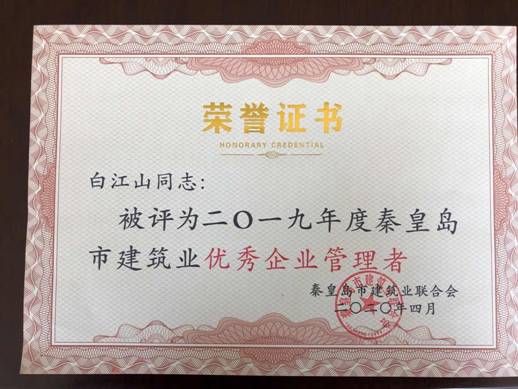 荣誉证书
HONORARY CREDENTIAL
白江山同志：
被评为二〇一九年度秦皇岛
市建筑业优秀企业管理者
秦皇岛市建筑业联合会
二〇二〇年四月